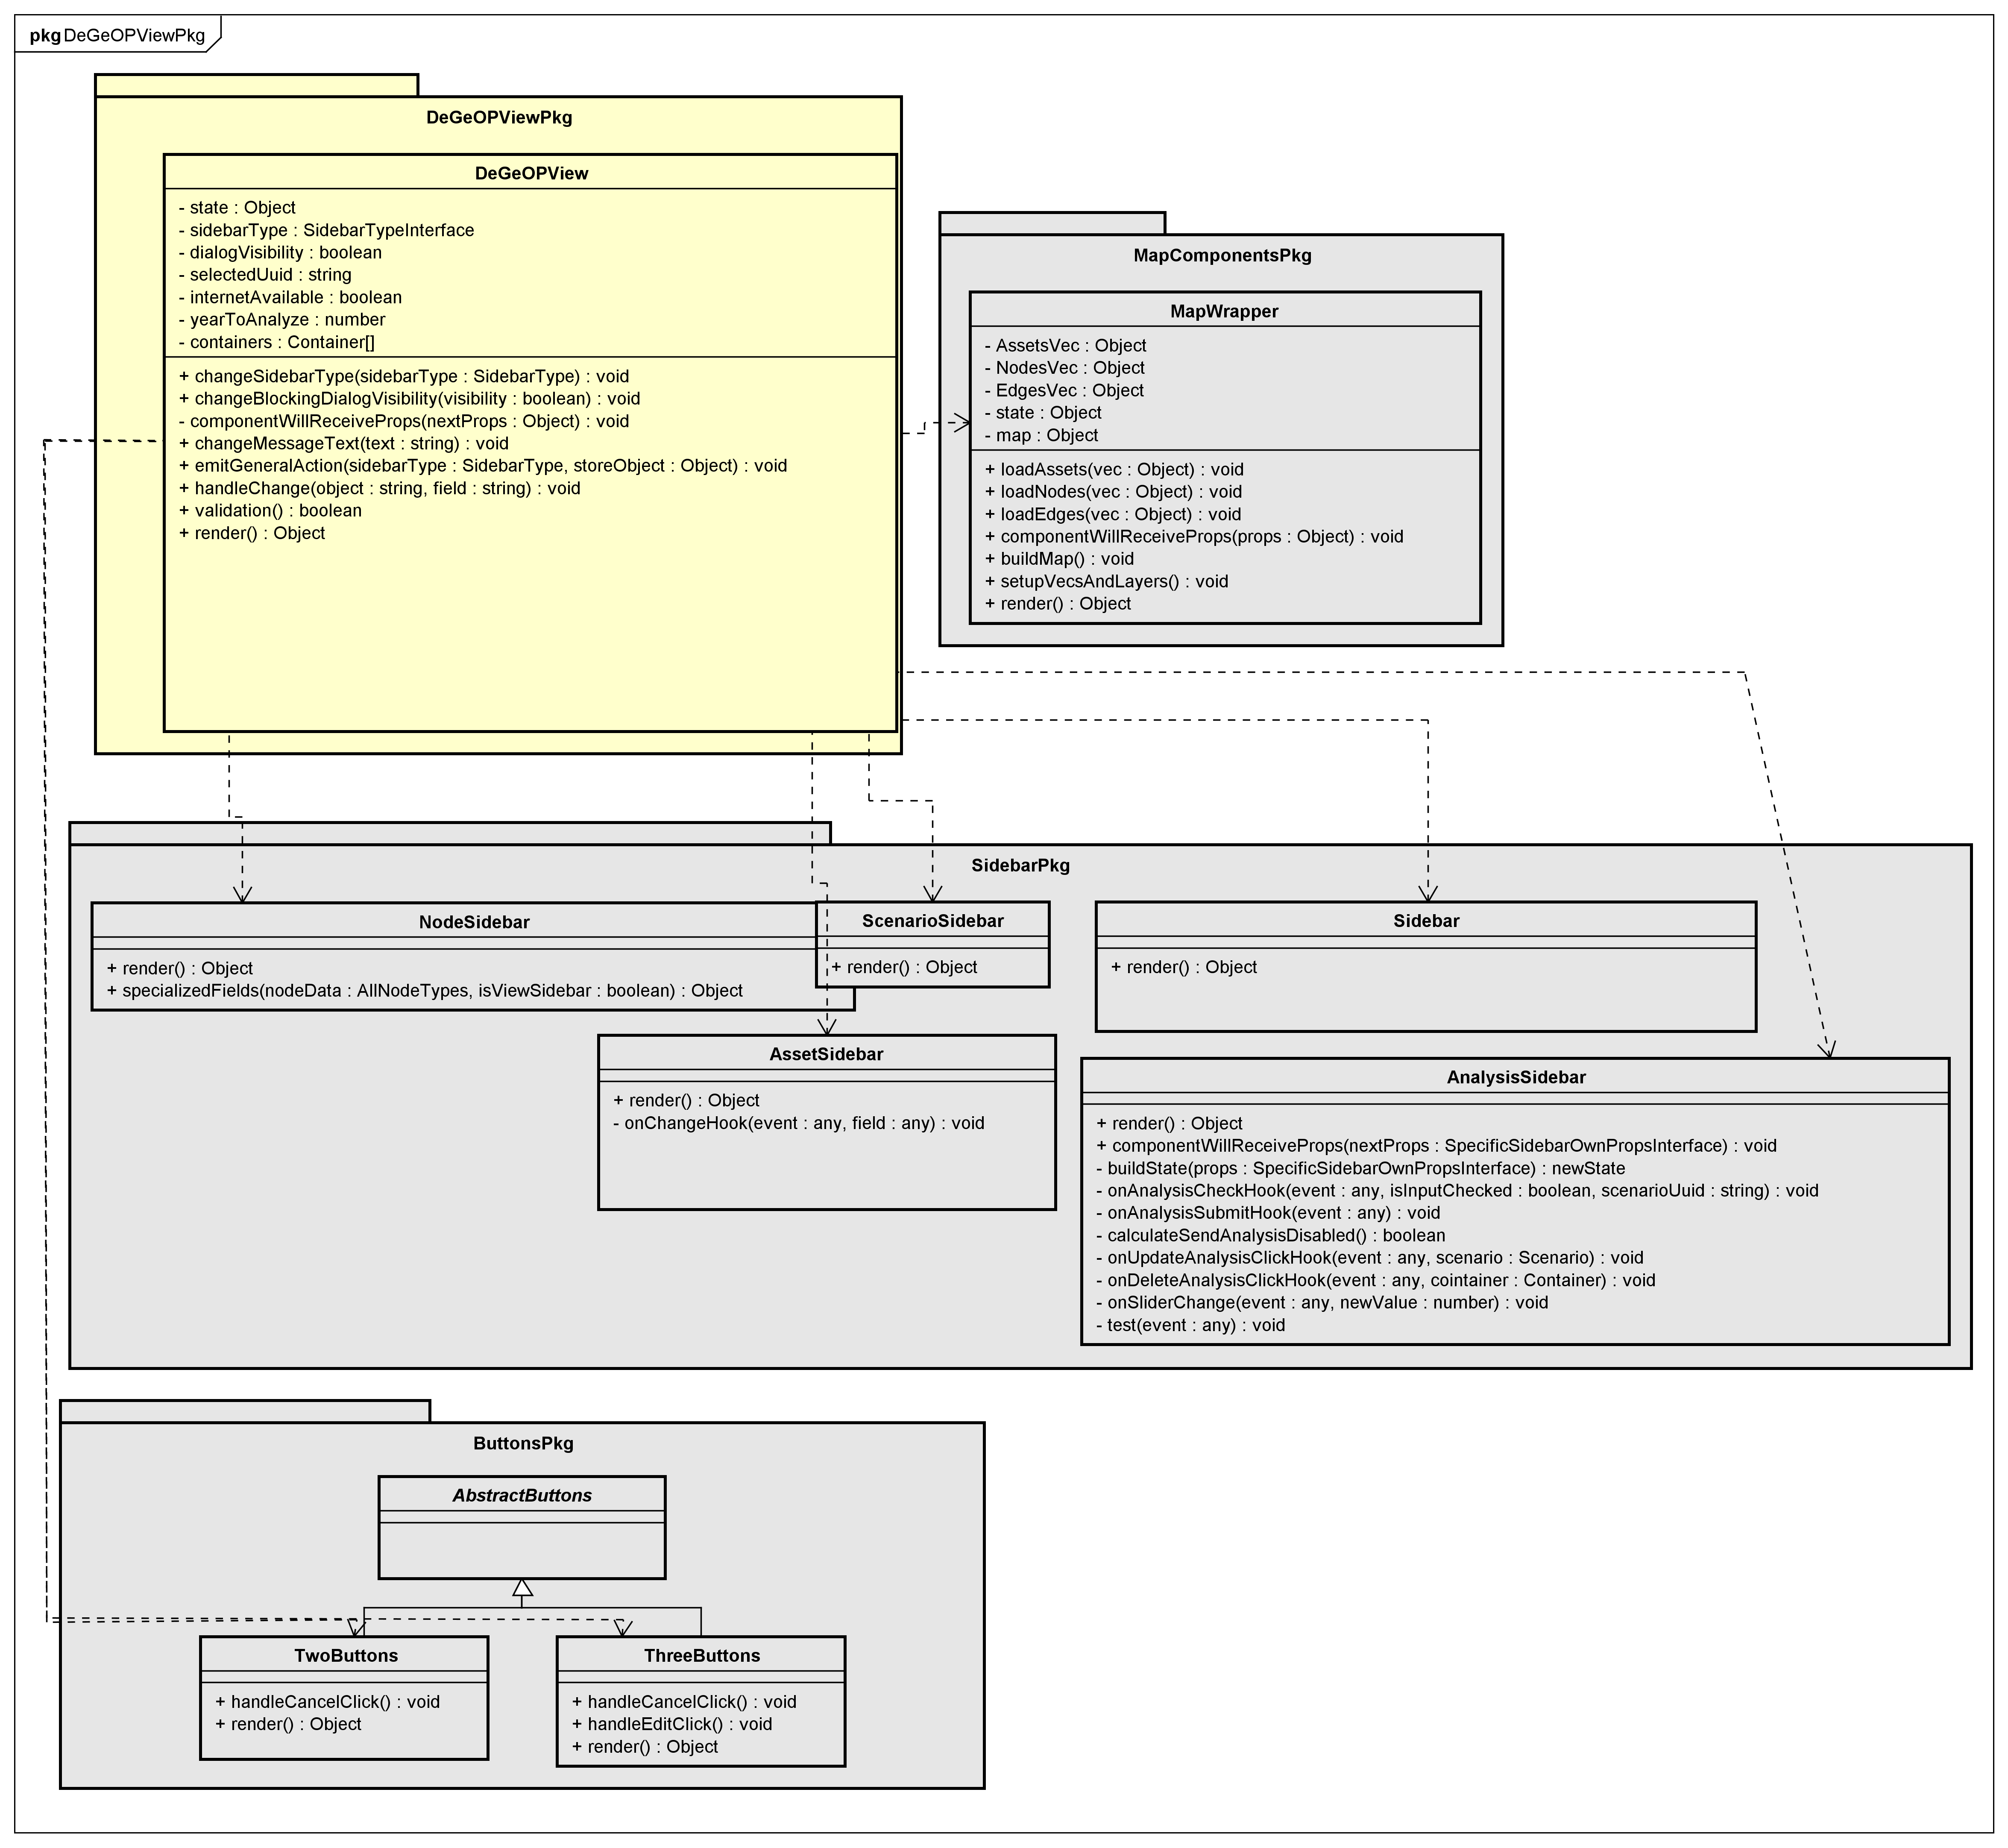 pkg DeGeOPViewPkg
DeGeOPViewPkg
DeGeOPView
- state : Object
- sidebarType : SidebarTypeInterface
- dialogVisibility : boolean
- selectedUuid : string
- internetAvailable : boolean
- yearToAnalyze : number
- containers : Container[]
+ changeSidebarType(sidebarType : SidebarType) : void
+ changeBlockingDialogVisibility(visibility : boolean) : void
- componentWillReceiveProps(nextProps : Object) : void
+ changeMessageText(text : string) : void
+ emitGeneralAction(sidebarType : SidebarType, storeObject : Object) : void
+ handleChange(object : string, field : string) : void
+ validation() : boolean
+ render() : Object
MapComponentsPkg
MapWrapper
- AssetsVec : Object
- NodesVec : Object
- EdgesVec : Object
- state : Object
- map : Object
+ loadAssets(vec : Object) : void
+ loadNodes(vec : Object) : void
+ loadEdges(vec : Object) : void
+ componentWillReceiveProps(props : Object) : void
+ buildMap() : void
+ setupVecsAndLayers() : void
+ render() : Object
SidebarPkg
NodeSidebar
+ render() : Object
+ specializedFields(nodeData : AllNodeTypes, isViewSidebar : boolean) : Object
ScenarioSidebar
+ render() : Object
Sidebar
+ render() : Object
AssetSidebar
+ render() : Object
- onChangeHook(event : any, field : any) : void
AnalysisSidebar
+ render() : Object
+ componentWillReceiveProps(nextProps : SpecificSidebarOwnPropsInterface) : void
- buildState(props : SpecificSidebarOwnPropsInterface) : newState
- onAnalysisCheckHook(event : any, isInputChecked : boolean, scenarioUuid : string) : void
- onAnalysisSubmitHook(event : any) : void
- calculateSendAnalysisDisabled() : boolean
- onUpdateAnalysisClickHook(event : any, scenario : Scenario) : void
- onDeleteAnalysisClickHook(event : any, cointainer : Container) : void
- onSliderChange(event : any, newValue : number) : void
- test(event : any) : void
ButtonsPkg
AbstractButtons
TwoButtons
+ handleCancelClick() : void
+ render() : Object
ThreeButtons
+ handleCancelClick() : void
+ handleEditClick() : void
+ render() : Object